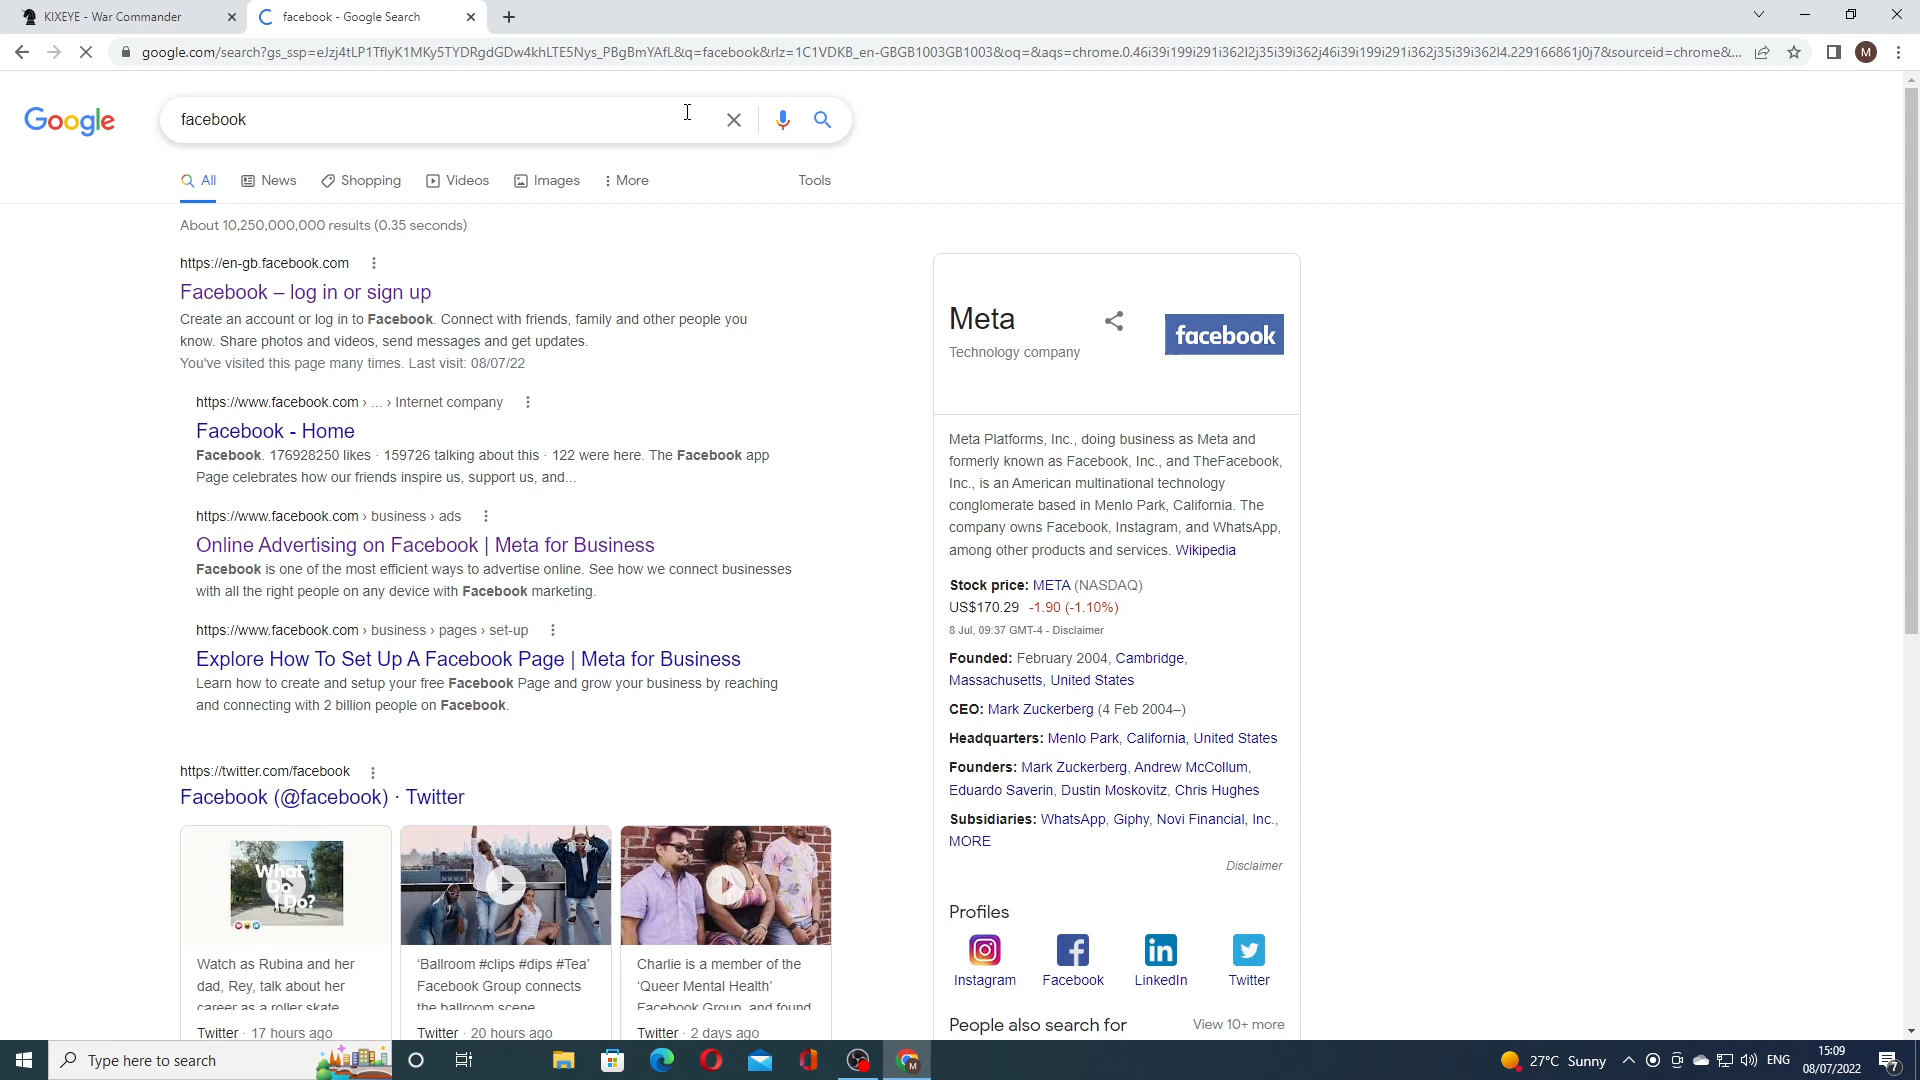 KIXEYE - War Commander
facebook - Google Search
google.com/search?gs_ssp=eJzj4tLP1TflyK1MKy5TYDRgdGDw4khLTE5Nys_PBgBmYAfL&q=facebook&rlz=1C1VDKB_en-GBGB1003GB1003&oq=&aqs=chrome.0.46i39i199i291i362l2j35i39i362j46i39i199i291i362j35i39i362l4.229166861j0j7&sourceid=chrome&...
M
Google
facebook
All
News
Shopping
Videos
Images
More
Tools
About 10,250,000,000 results (0.35 seconds)
https://en-gb.facebook.com
Facebook – log in or sign up
Create an account or log in to Facebook. Connect with friends, family and other people you
know. Share photos and videos, send messages and get updates.
You've visited this page many times. Last visit: 08/07/22
https://www.facebook.com › ... › Internet company
Facebook - Home
Facebook. 176928250 likes · 159726 talking about this · 122 were here. The Facebook app
Page celebrates how our friends inspire us, support us, and...
https://www.facebook.com › business › ads
Online Advertising on Facebook | Meta for Business
Facebook is one of the most efficient ways to advertise online. See how we connect businesses
with all the right people on any device with Facebook marketing.
https://www.facebook.com › business › pages › set-up
Explore How To Set Up A Facebook Page | Meta for Business
Learn how to create and setup your free Facebook Page and grow your business by reaching
and connecting with 2 billion people on Facebook.
https://twitter.com/facebook
Facebook (@facebook) · Twitter
What
Do
I Do?
Watch as Rubina and her
dad, Rey, talk about her
career as a roller skate
Twitter · 17 hours ago
'Ballroom #clips #dips #Tea'
Facebook Group connects
the ballroom scene
Twitter · 20 hours ago
Charlie is a member of the
'Queer Mental Health'
Facebook Group, and found
Twitter · 2 days ago
Meta
Technology company
facebook
Meta Platforms, Inc., doing business as Meta and
formerly known as Facebook, Inc., and TheFacebook,
Inc., is an American multinational technology
conglomerate based in Menlo Park, California. The
company owns Facebook, Instagram, and WhatsApp,
among other products and services. Wikipedia
Stock price: META (NASDAQ)
US$170.29 -1.90 (-1.10%)
8 Jul, 09:37 GMT-4 - Disclaimer
Founded: February 2004, Cambridge,
Massachusetts, United States
CEO: Mark Zuckerberg (4 Feb 2004–)
Headquarters: Menlo Park, California, United States
Founders: Mark Zuckerberg, Andrew McCollum,
Eduardo Saverin, Dustin Moskovitz, Chris Hughes
Subsidiaries: WhatsApp, Giphy, Novi Financial, Inc.,
MORE
Disclaimer
Profiles
Instagram
Facebook
LinkedIn
Twitter
People also search for
View 10+ more
Type here to search
27°C Sunny
ENG
15:09
08/07/2022
7